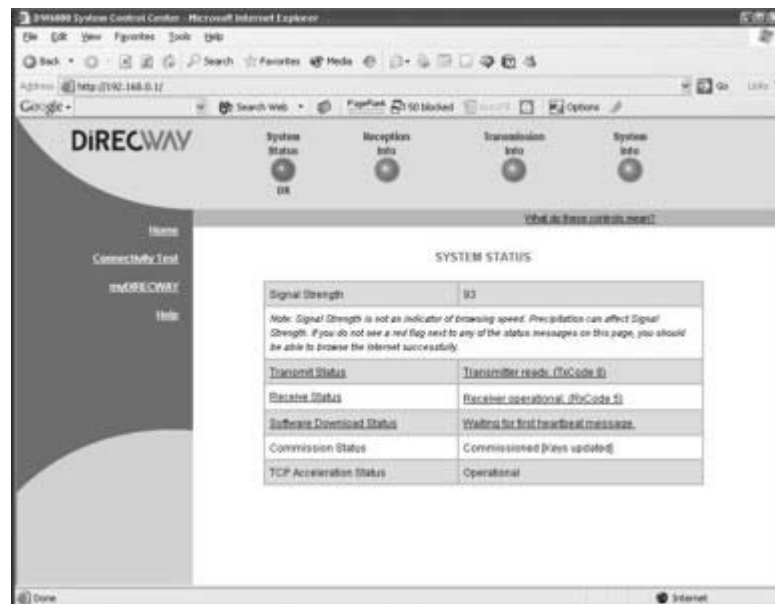 DW6000 System Control Center - Microsoft Internet Explorer
File Edit View Favorites Tools Help
Back Search Favorites Media
Address http://192.168.0.1/ Go Links
Google Search Web PageRank 50 blocked Options
DIRECWAY
System Status
OK
Reception Info
Transmission Info
System Info
What do these controls mean?
Home
Connectivity Test
myDIRECWAY
Help
SYSTEM STATUS
Signal Strength 93
Note: Signal Strength is not an indicator of browsing speed. Precipitation can affect Signal
Strength. If you do not see a red flag next to any of the status messages on this page, you should
be able to browse the Internet successfully.
Transmit Status Transmitter ready. (TxCode 8)
Receive Status Receiver operational. (RxCode 5)
Software Download Status Waiting for first heartbeat message.
Commission Status Commissioned [Keys updated]
TCP Acceleration Status Operational
Done Internet